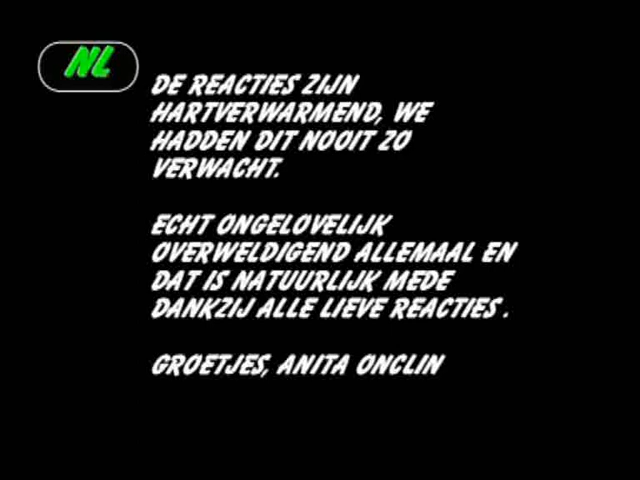 NL
DE REACTIES ZIJN
HARTVERWARMEND, WE
HADDEN DIT NOOIT ZO
VERWACHT.
ECHT ONGELOVELIJK
OVERWELDIGEND ALLEMAAL EN
DAT IS NATUURLIJK MEDE
DANKZIJ ALLE LIEVE REACTIES .
GROETJES, ANITA ONCLIN